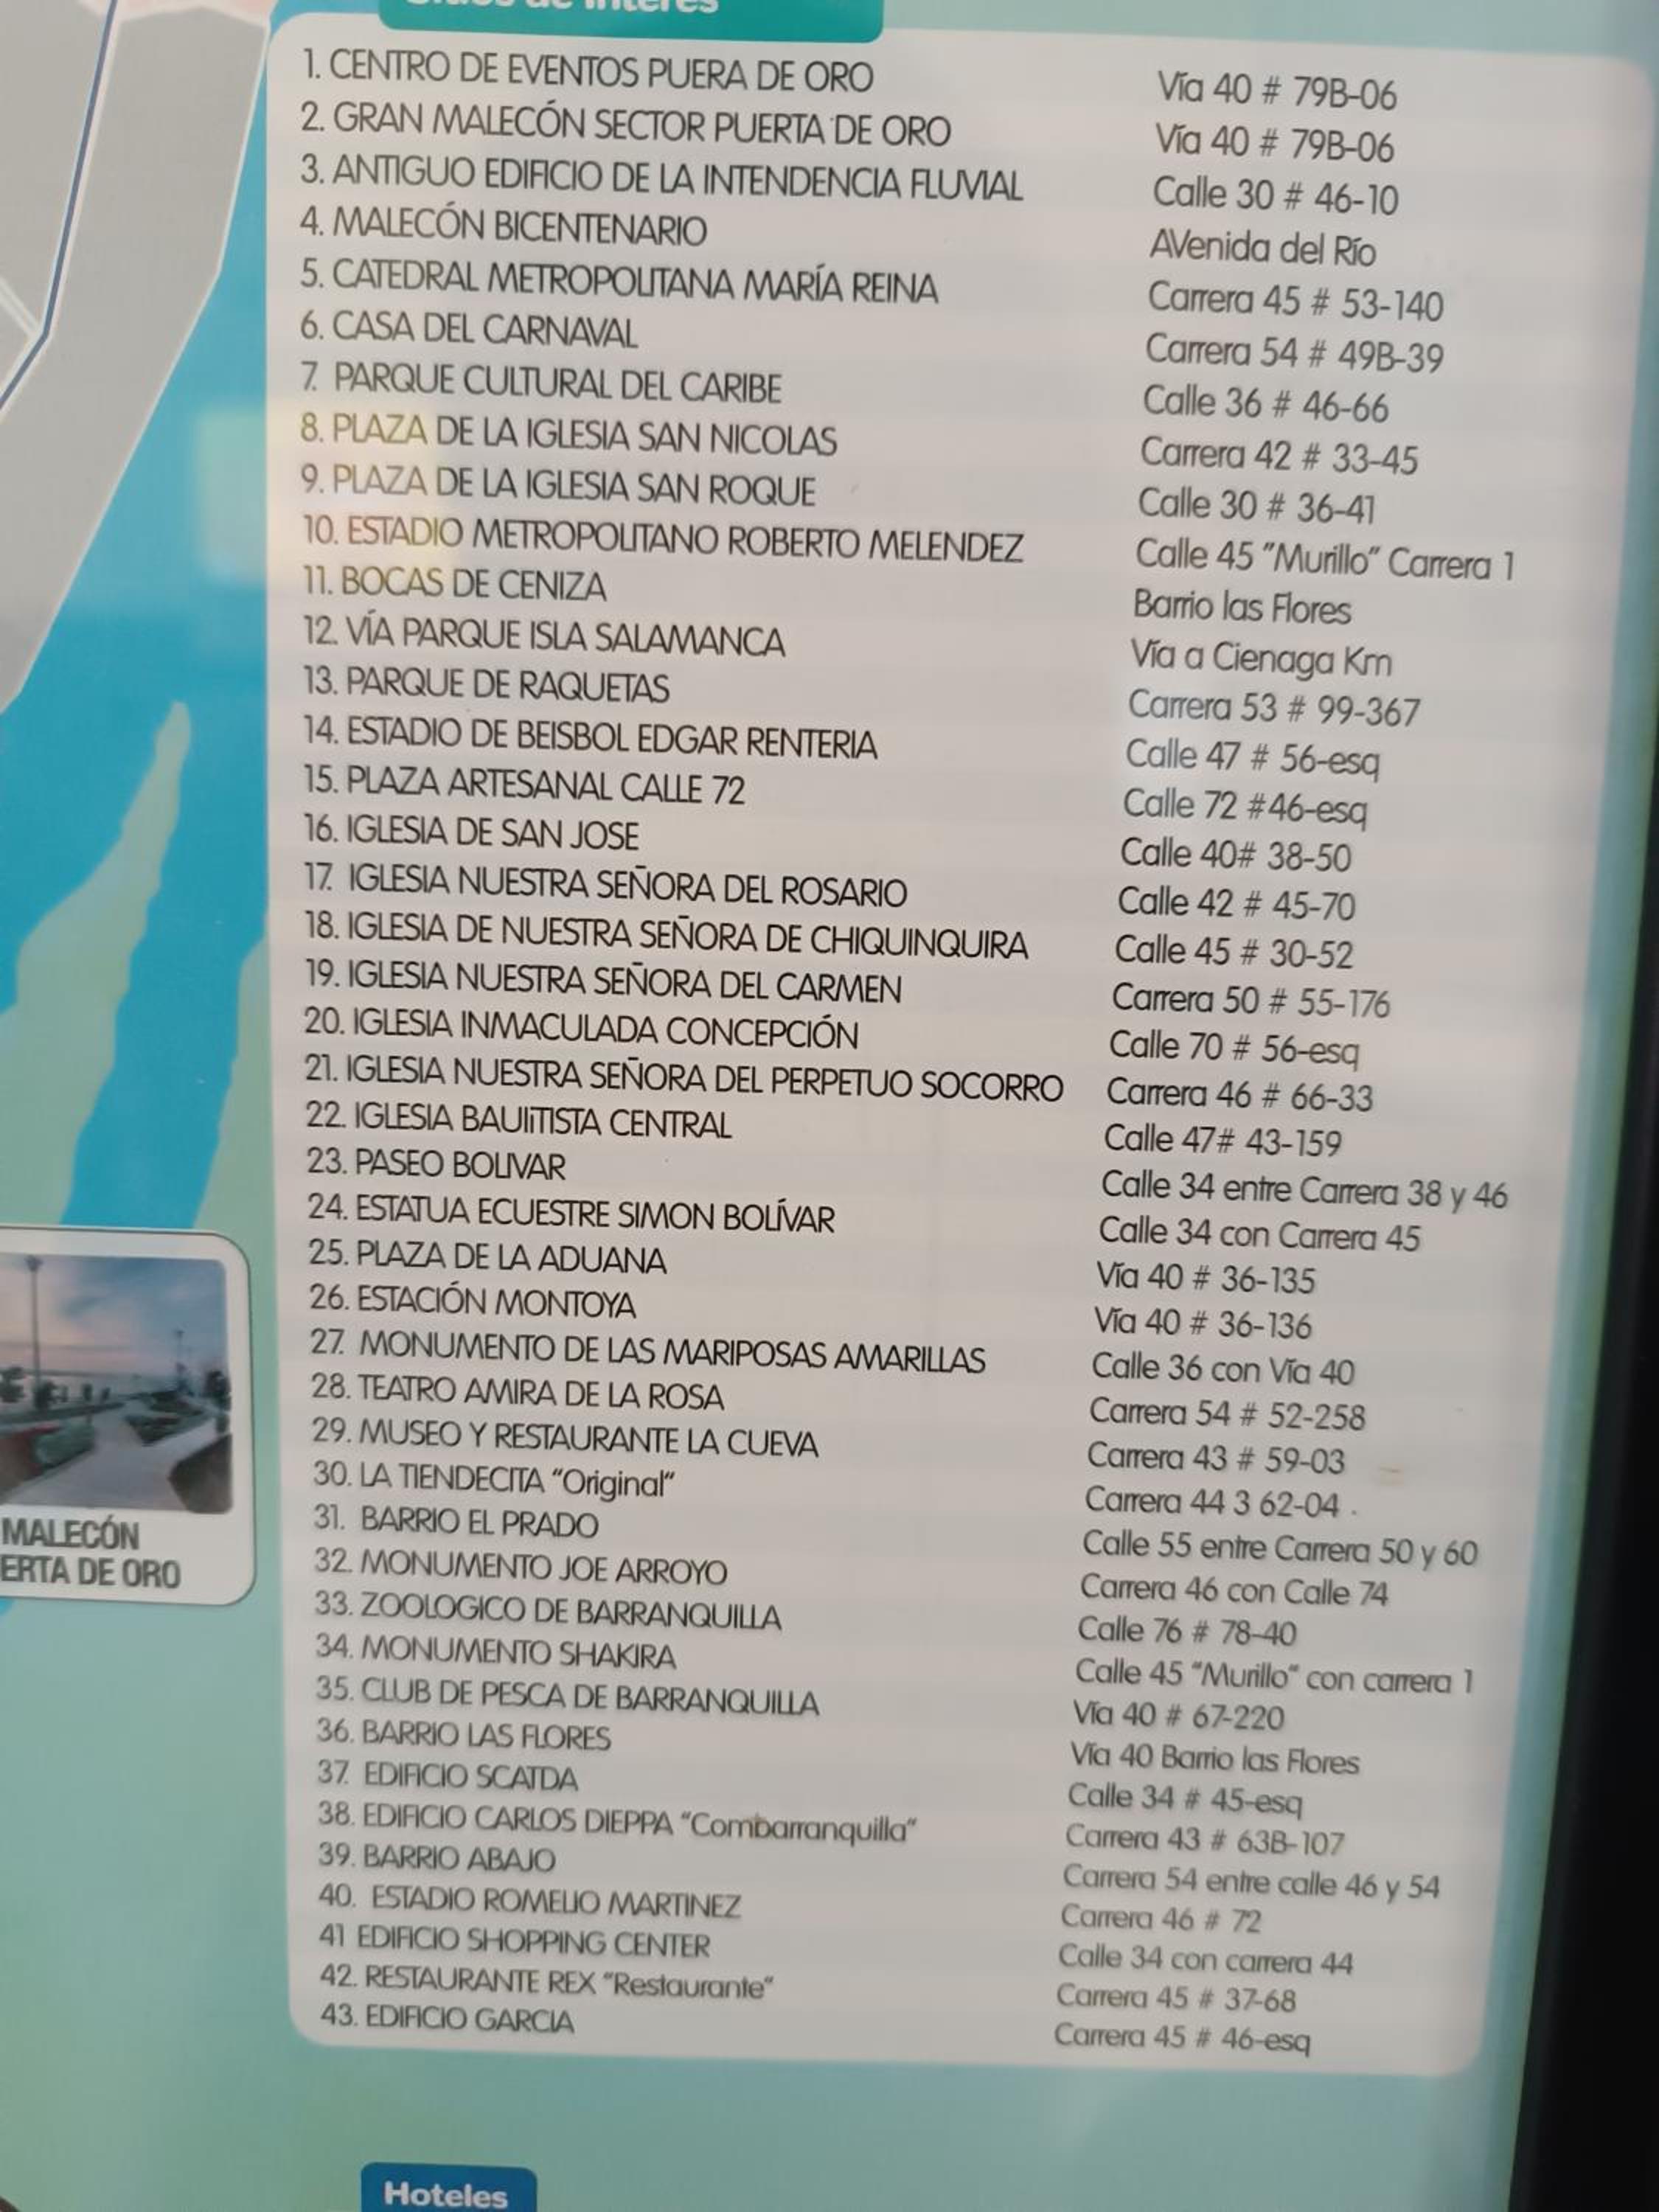 Sitios de Interés
1. CENTRO DE EVENTOS PUERA DE ORO Vía 40 # 79B-06
2. GRAN MALECÓN SECTOR PUERTA DE ORO Vía 40 # 79B-06
3. ANTIGUO EDIFICIO DE LA INTENDENCIA FLUVIAL Calle 30 # 46-10
4. MALECÓN BICENTENARIO AVenida del Río
5. CATEDRAL METROPOLITANA MARÍA REINA Carrera 45 # 53-140
6. CASA DEL CARNAVAL Carrera 54 # 49B-39
7. PARQUE CULTURAL DEL CARIBE Calle 36 # 46-66
8. PLAZA DE LA IGLESIA SAN NICOLAS Carrera 42 # 33-45
9. PLAZA DE LA IGLESIA SAN ROQUE Calle 30 # 36-41
10. ESTADIO METROPOLITANO ROBERTO MELENDEZ Calle 45 "Murillo" Carrera 1
11. BOCAS DE CENIZA Barrio las Flores
12. VÍA PARQUE ISLA SALAMANCA Vía a Cienaga Km
13. PARQUE DE RAQUETAS Carrera 53 # 99-367
14. ESTADIO DE BEISBOL EDGAR RENTERIA Calle 47 # 56-esq
15. PLAZA ARTESANAL CALLE 72 Calle 72 #46-esq
16. IGLESIA DE SAN JOSE Calle 40# 38-50
17. IGLESIA NUESTRA SEÑORA DEL ROSARIO Calle 42 # 45-70
18. IGLESIA DE NUESTRA SEÑORA DE CHIQUINQUIRA Calle 45 # 30-52
19. IGLESIA NUESTRA SEÑORA DEL CARMEN Carrera 50 # 55-176
20. IGLESIA INMACULADA CONCEPCIÓN Calle 70 # 56-esq
21. IGLESIA NUESTRA SEÑORA DEL PERPETUO SOCORRO Carrera 46 # 66-33
22. IGLESIA BAUIITISTA CENTRAL Calle 47# 43-159
23. PASEO BOLIVAR Calle 34 entre Carrera 38 y 46
24. ESTATUA ECUESTRE SIMON BOLÍVAR Calle 34 con Carrera 45
25. PLAZA DE LA ADUANA Vía 40 # 36-135
26. ESTACIÓN MONTOYA Vía 40 # 36-136
27. MONUMENTO DE LAS MARIPOSAS AMARILLAS Calle 36 con Vía 40
28. TEATRO AMIRA DE LA ROSA Carrera 54 # 52-258
29. MUSEO Y RESTAURANTE LA CUEVA Carrera 43 # 59-03
30. LA TIENDECITA "Original" Carrera 44 3 62-04 .
31. BARRIO EL PRADO Calle 55 entre Carrera 50 y 60
32. MONUMENTO JOE ARROYO Carrera 46 con Calle 74
33. ZOOLOGICO DE BARRANQUILLA Calle 76 # 78-40
34. MONUMENTO SHAKIRA Calle 45 "Murillo" con carrera 1
35. CLUB DE PESCA DE BARRANQUILLA Vía 40 # 67-220
36. BARRIO LAS FLORES Vía 40 Barrio las Flores
37. EDIFICIO SCATDA Calle 34 # 45-esq
38. EDIFICIO CARLOS DIEPPA "Combarranquilla" Carrera 43 # 63B-107
39. BARRIO ABAJO Carrera 54 entre calle 46 y 54
40. ESTADIO ROMELIO MARTINEZ Carrera 46 # 72
41 EDIFICIO SHOPPING CENTER Calle 34 con carrera 44
42. RESTAURANTE REX "Restaurante" Carrera 45 # 37-68
43. EDIFICIO GARCIA Carrera 45 # 46-esq
MALECÓN
ERTA DE ORO
Hoteles